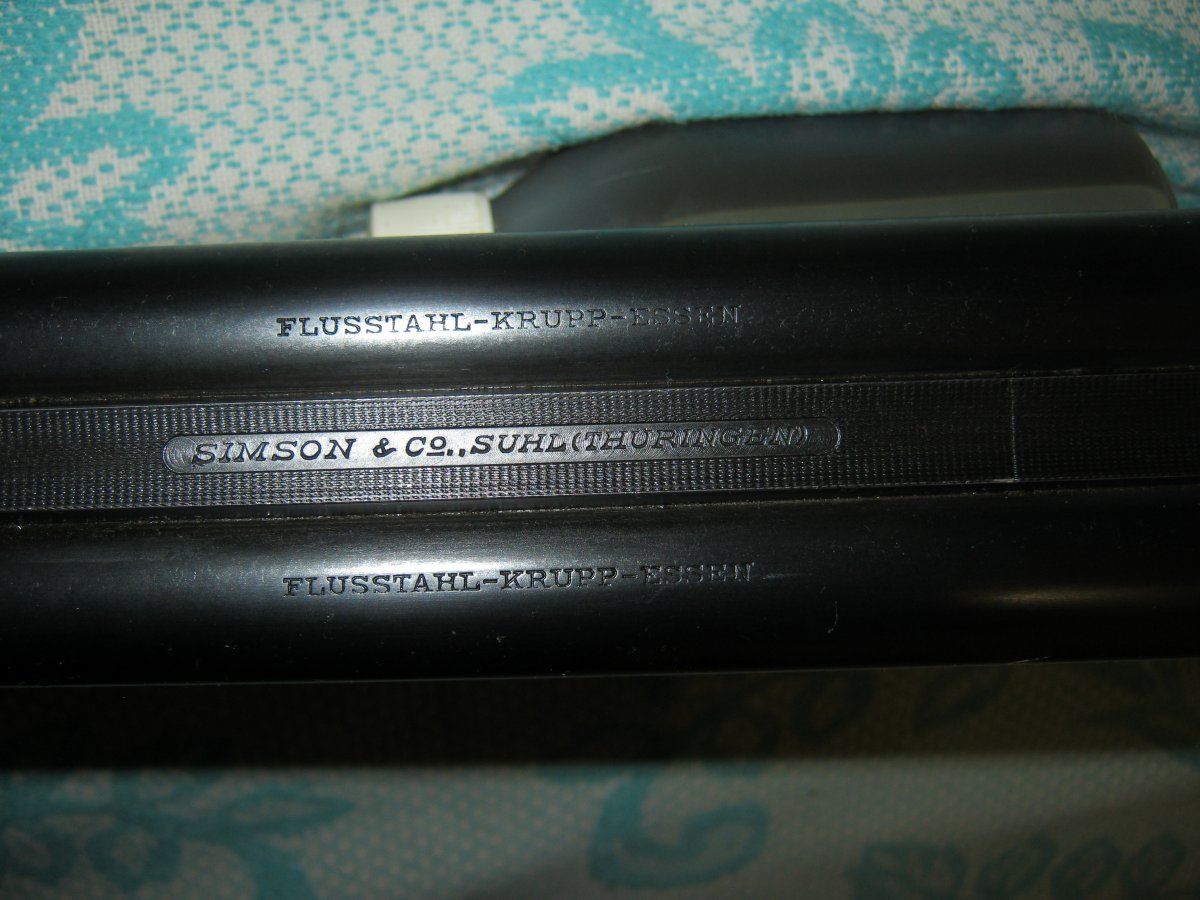 FLUSSTAHL-KRUPP-ESSEN
SIMSON & Co., SUHL (THÜRINGEN)
FLUSSTAHL-KRUPP-ESSEN